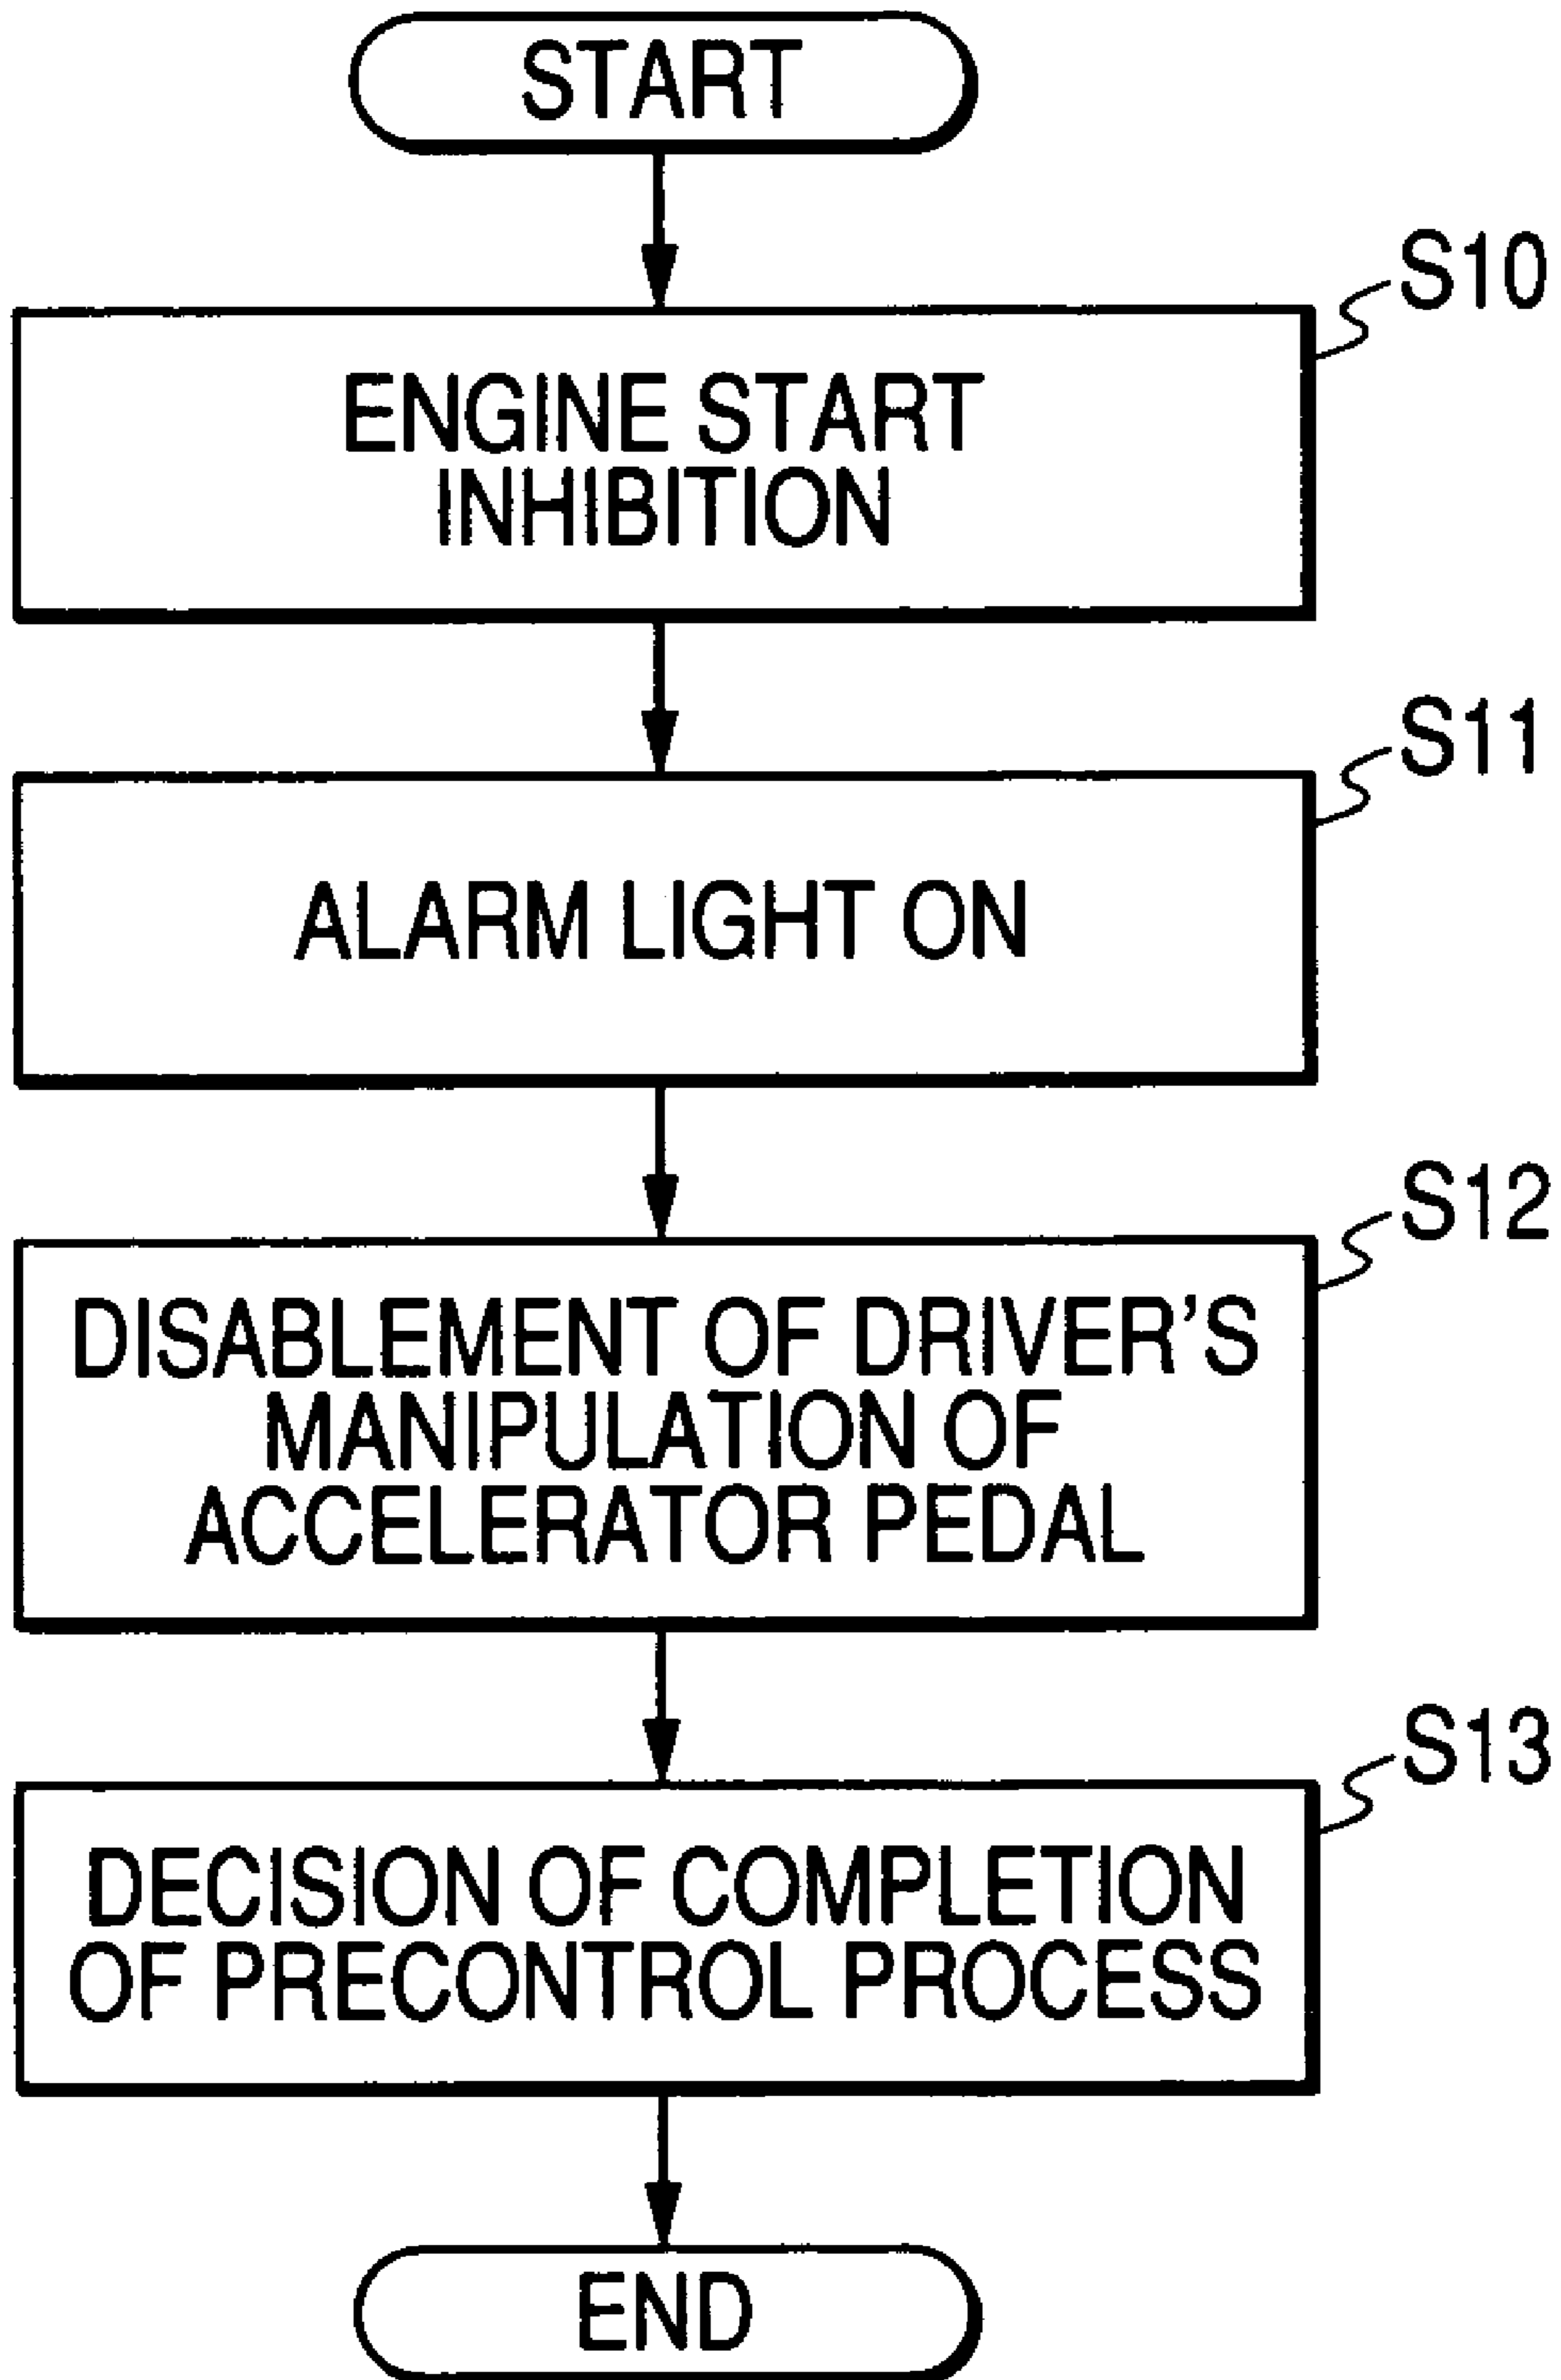 START
S10
ENGINE START
INHIBITION
S11
ALARM LIGHT ON
S12
DISABLEMENT OF DRIVER'S
MANIPULATION OF
ACCELERATOR PEDAL
S13
DECISION OF COMPLETION
OF PRECONTROL PROCESS
END